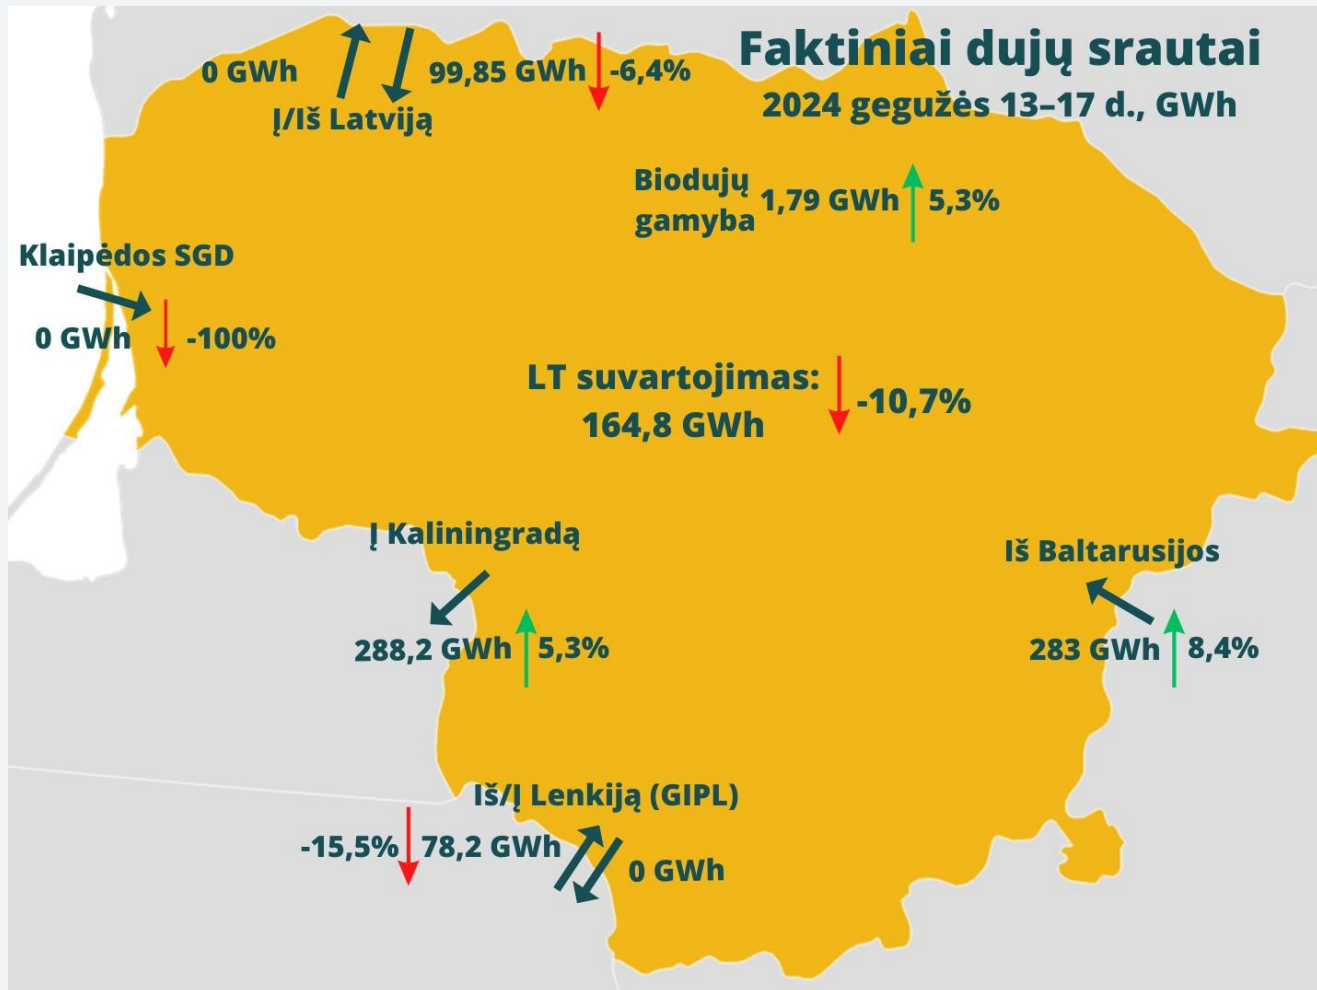 Faktiniai dujų srautai
2024 gegužės 13–17 d., GWh
0 GWh
99,85 GWh -6,4%
Į/Iš Latviją
Biodujų
gamyba
1,79 GWh 5,3%
Klaipėdos SGD
0 GWh -100%
LT suvartojimas:
164,8 GWh
-10,7%
Į Kaliningradą
288,2 GWh 5,3%
Iš Baltarusijos
283 GWh 8,4%
Iš/Į Lenkiją (GIPL)
-15,5% 78,2 GWh
0 GWh